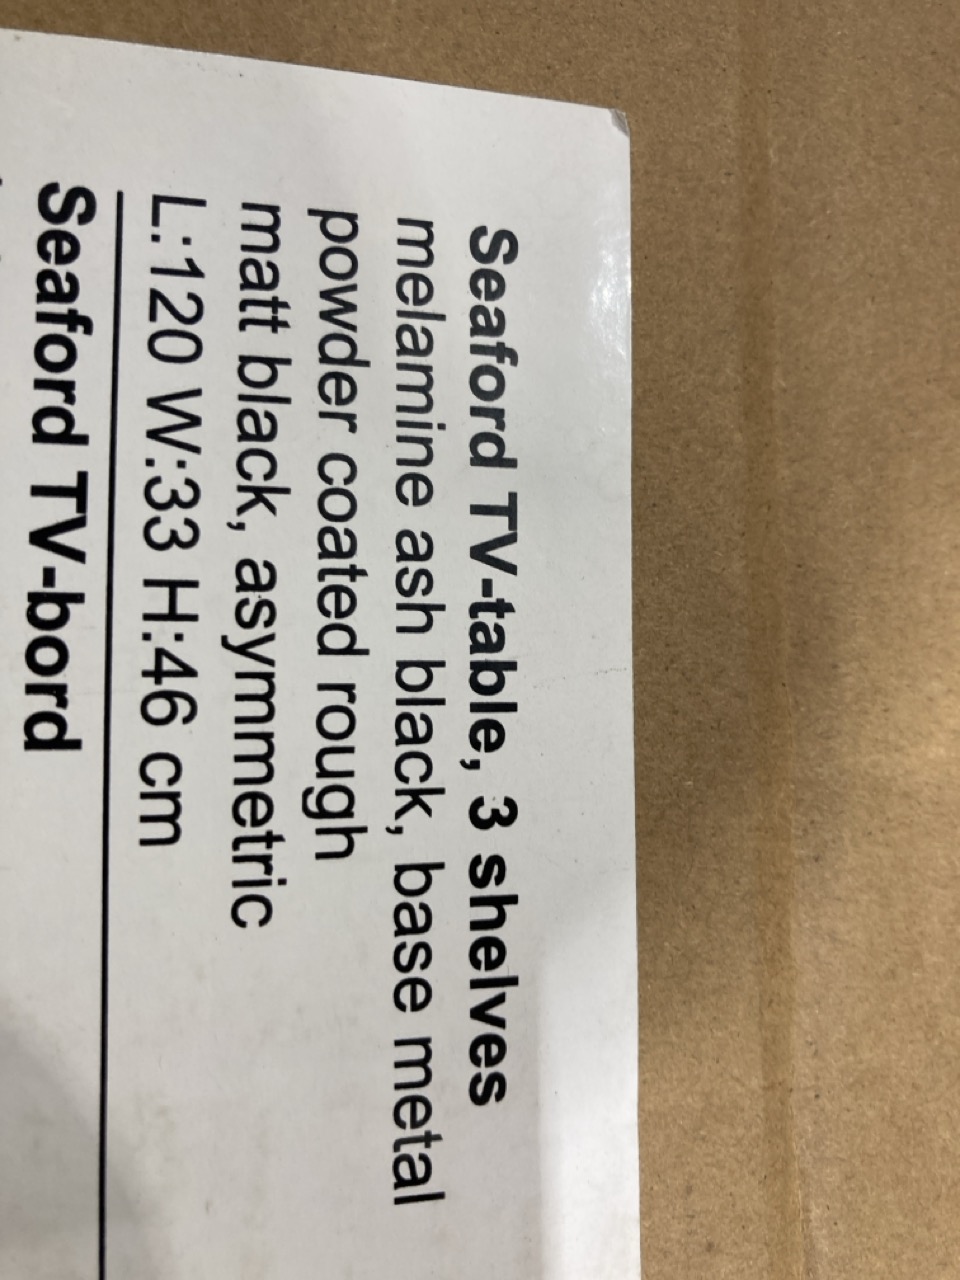 Seaford TV-table, 3 shelves
melamine ash black, base metal
powder coated rough
matt black, asymmetric
L:120 W:33 H:46 cm
Seaford TV-bord